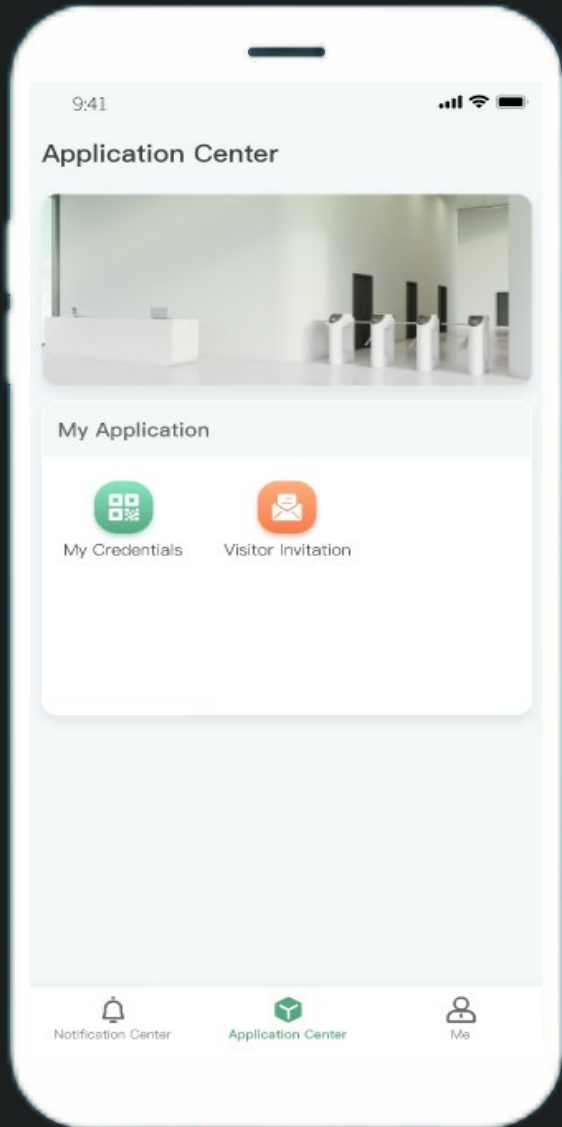 9:41
Application Center
My Application
My Credentials
Visitor Invitation
Notification Center
Application Center
Me